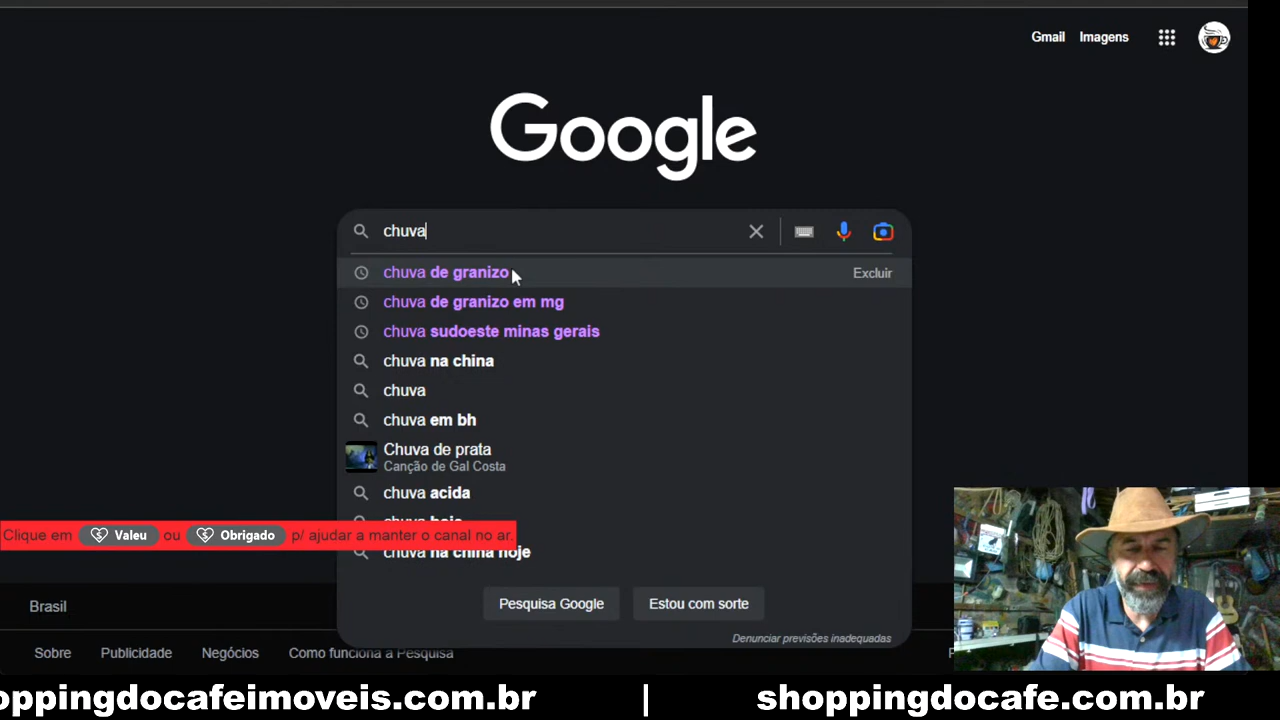 Gmail Imagens
Google
chuva
chuva de granizo Excluir
chuva de granizo em mg
chuva sudoeste minas gerais
chuva na china
chuva
chuva em bh
Chuva de prata
Canção de Gal Costa
chuva acida
chuva hoje
Clique em Valeu ou Obrigado p/ ajudar a manter o canal no ar.
chuva na china hoje
Pesquisa Google Estou com sorte
Brasil
Denunciar previsões inadequadas
Sobre Publicidade Negócios Como funciona a Pesquisa
oppingdocafeimoveis.com.br | shoppingdocafe.com.br